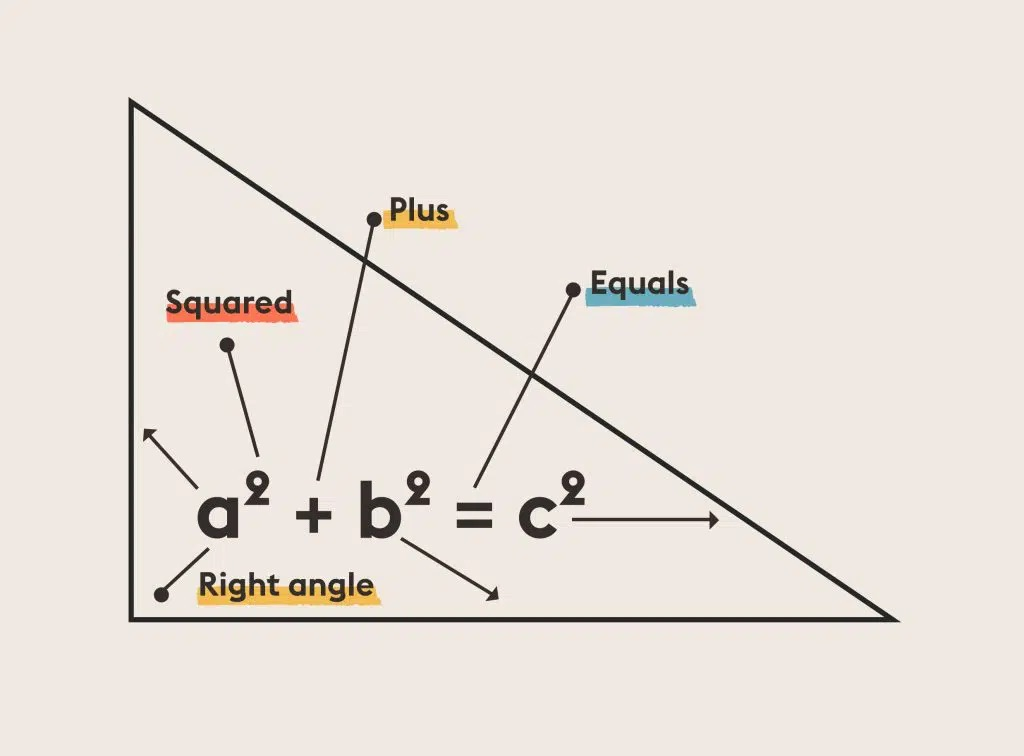 Plus
Equals
Squared
a² + b² = c²
Right angle